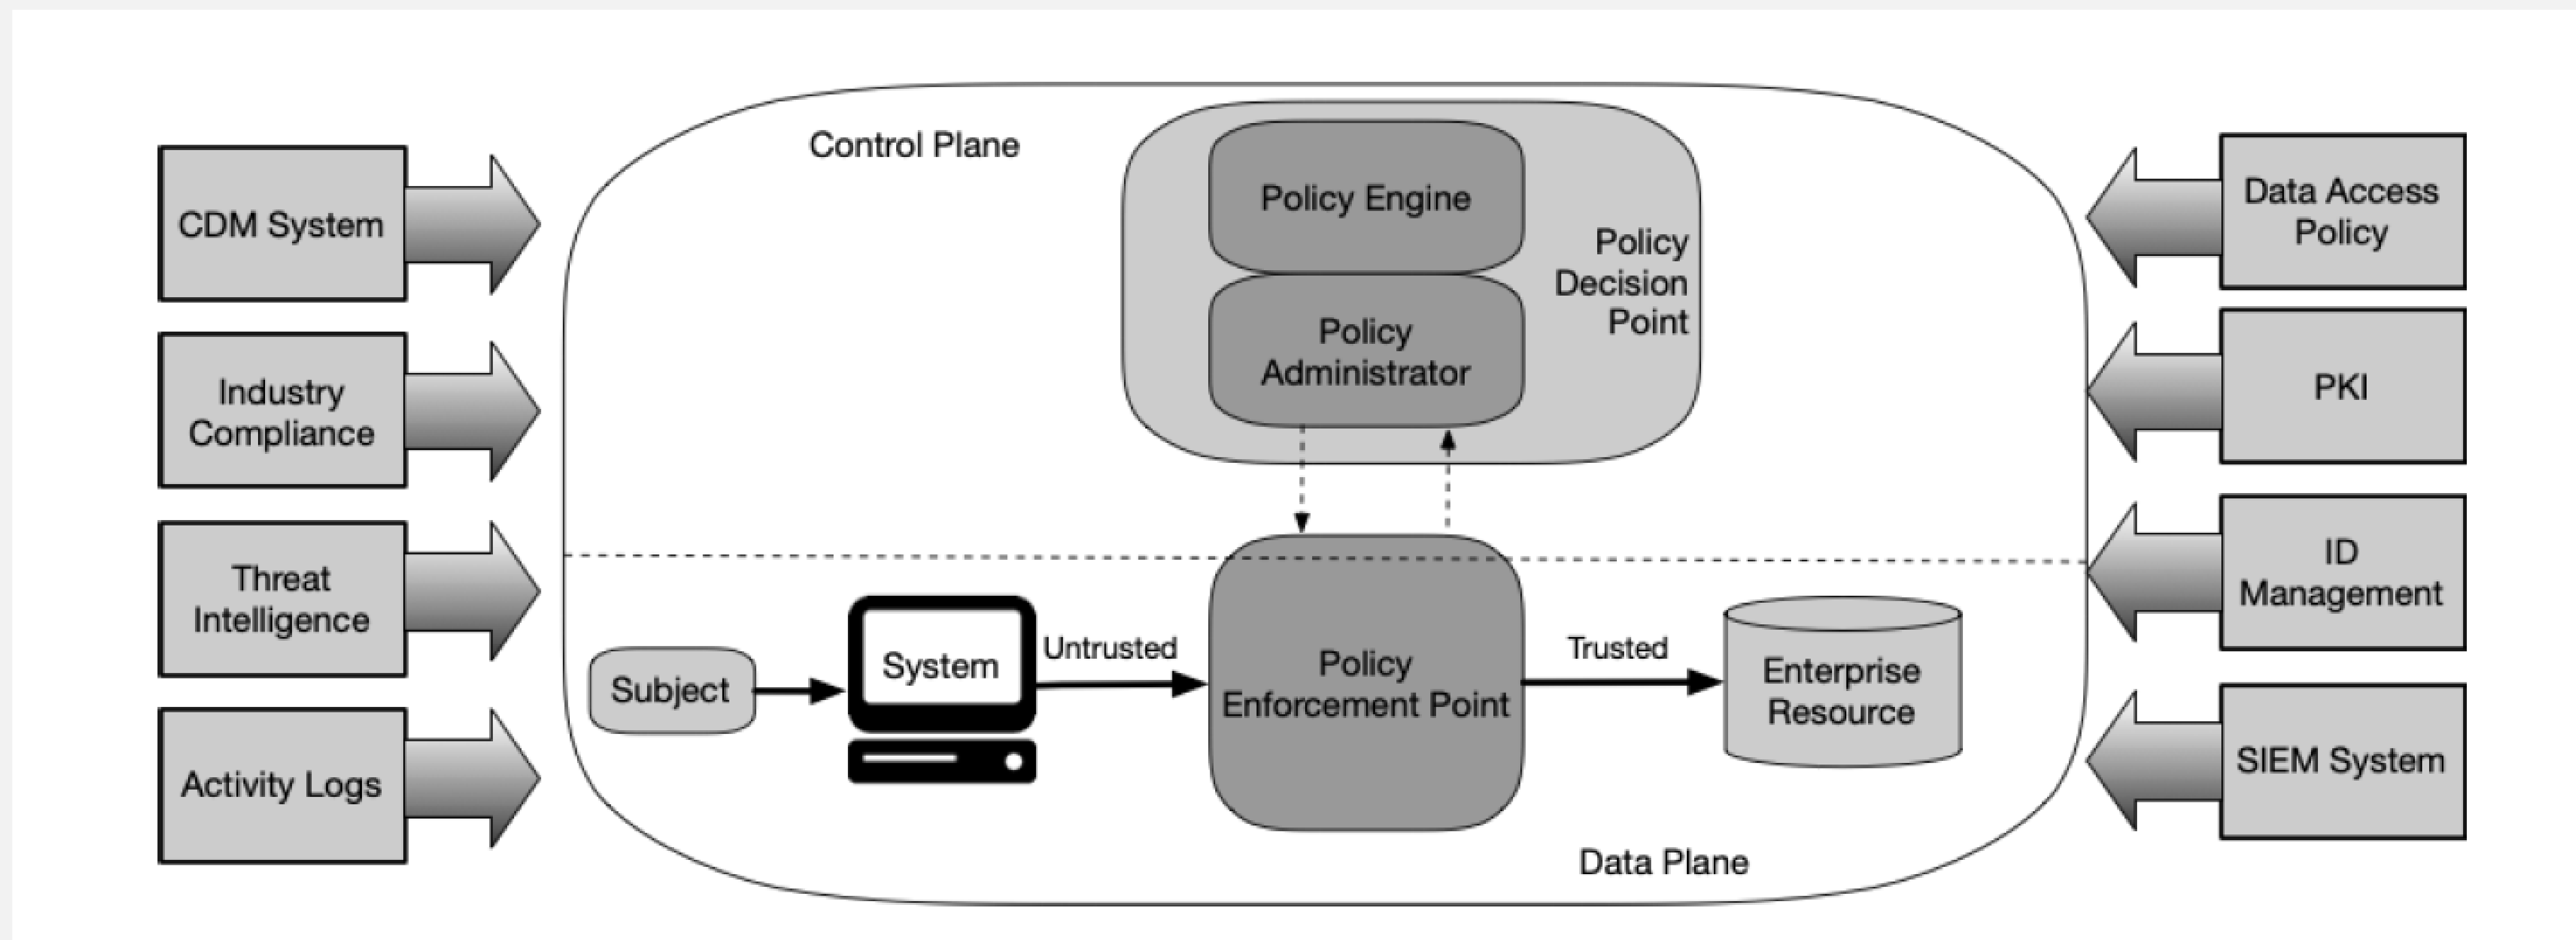 CDM System
Industry
Compliance
Threat
Intelligence
Activity Logs
Control Plane
Policy Engine
Policy
Administrator
Policy
Decision
Point
Subject
System
Untrusted
Policy
Enforcement Point
Trusted
Enterprise
Resource
Data Plane
Data Access
Policy
PKI
ID
Management
SIEM System